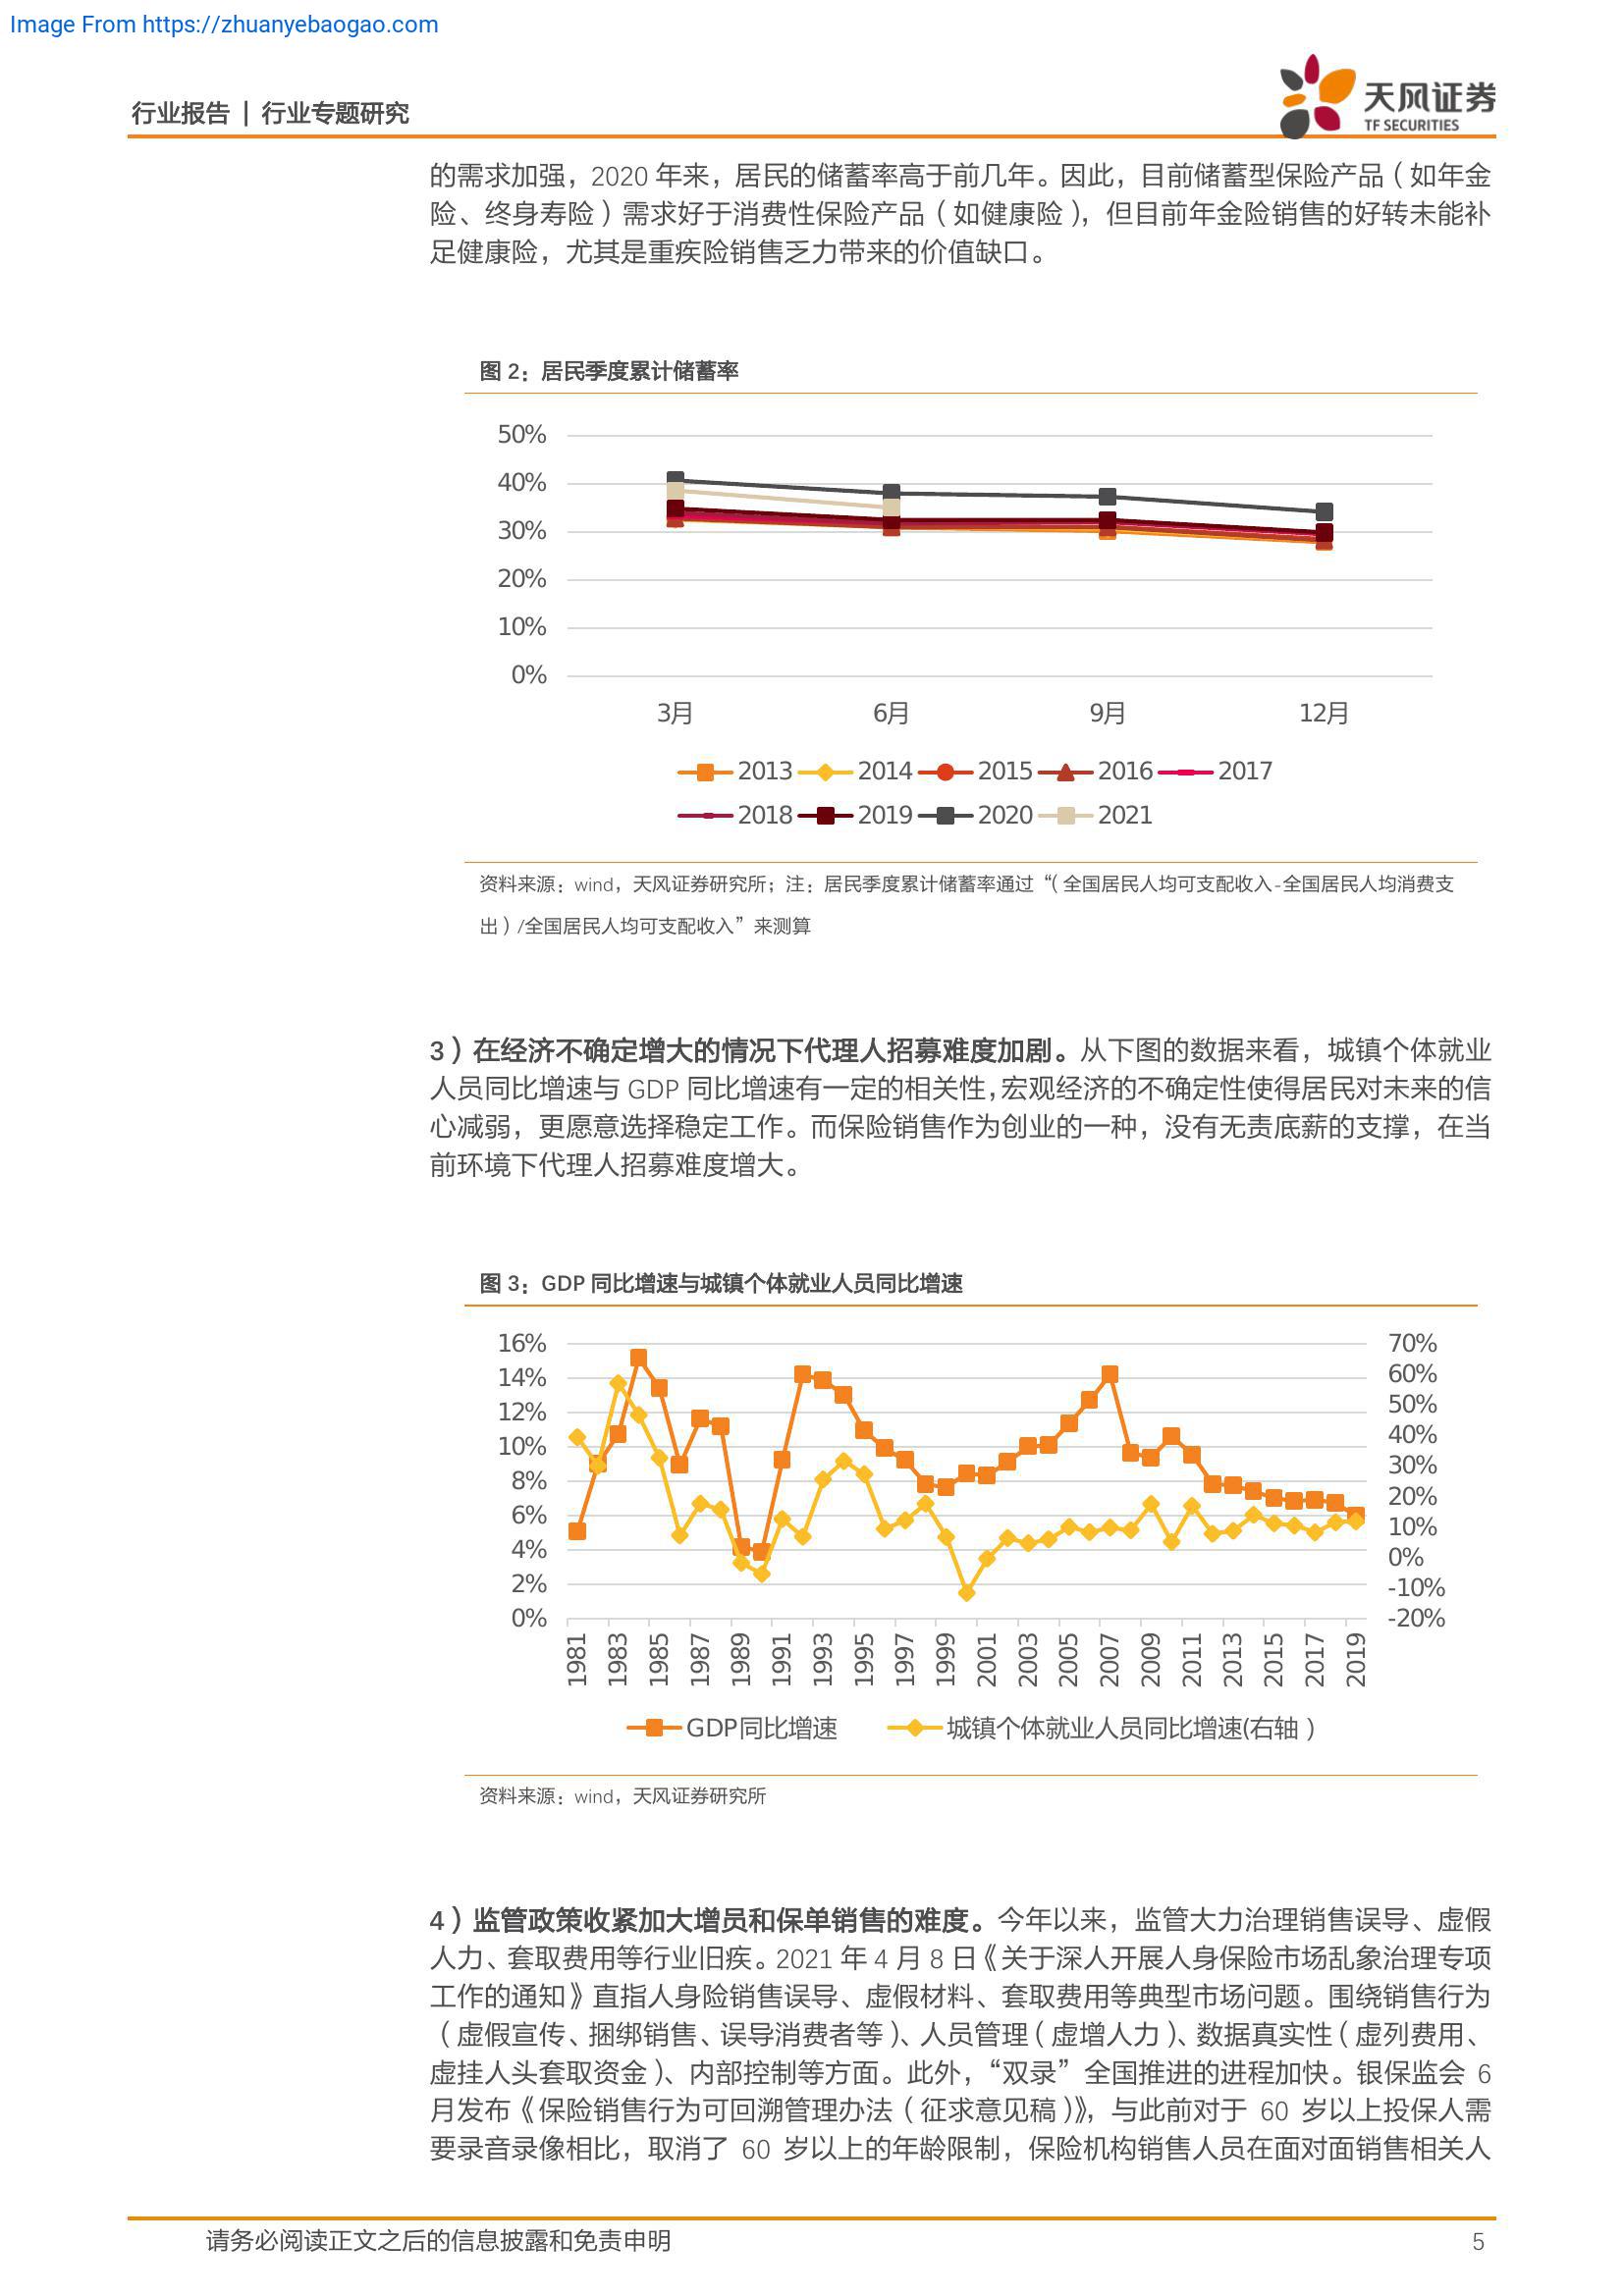 Image From https://zhuanyebaogao.com
行业报告 | 行业专题研究
天风证券
TF SECURITIES
的需求加强，2020 年来，居民的储蓄率高于前几年。因此，目前储蓄型保险产品（如年金
险、终身寿险）需求好于消费性保险产品（如健康险），但目前年金险销售的好转未能补
足健康险，尤其是重疾险销售乏力带来的价值缺口。
图 2：居民季度累计储蓄率
50%
40%
30%
20%
10%
0%
3月 6月 9月 12月
2013 2014 2015 2016 2017
2018 2019 2020 2021
资料来源：wind，天风证券研究所；注：居民季度累计储蓄率通过“（全国居民人均可支配收入-全国居民人均消费支
出）/全国居民人均可支配收入”来测算
3）在经济不确定增大的情况下代理人招募难度加剧。从下图的数据来看，城镇个体就业
人员同比增速与 GDP 同比增速有一定的相关性，宏观经济的不确定性使得居民对未来的信
心减弱，更愿意选择稳定工作。而保险销售作为创业的一种，没有无责底薪的支撑，在当
前环境下代理人招募难度增大。
图 3：GDP 同比增速与城镇个体就业人员同比增速
16% 70%
14% 60%
12% 50%
10% 40%
8% 30%
6% 20%
4% 10%
2% 0%
0% -10%
-20%
1981 1983 1985 1987 1989 1991 1993 1995 1997 1999 2001 2003 2005 2007 2009 2011 2013 2015 2017 2019
GDP同比增速 城镇个体就业人员同比增速(右轴）
资料来源：wind，天风证券研究所
4）监管政策收紧加大增员和保单销售的难度。今年以来，监管大力治理销售误导、虚假
人力、套取费用等行业旧疾。2021 年 4 月 8 日《关于深人开展人身保险市场乱象治理专项
工作的通知》直指人身险销售误导、虚假材料、套取费用等典型市场问题。围绕销售行为
（虚假宣传、捆绑销售、误导消费者等）、人员管理（虚增人力）、数据真实性（虚列费用、
虚挂人头套取资金）、内部控制等方面。此外，“双录”全国推进的进程加快。银保监会 6
月发布《保险销售行为可回溯管理办法（征求意见稿）》，与此前对于 60 岁以上投保人需
要录音录像相比，取消了 60 岁以上的年龄限制，保险机构销售人员在面对面销售相关人
请务必阅读正文之后的信息披露和免责申明 5